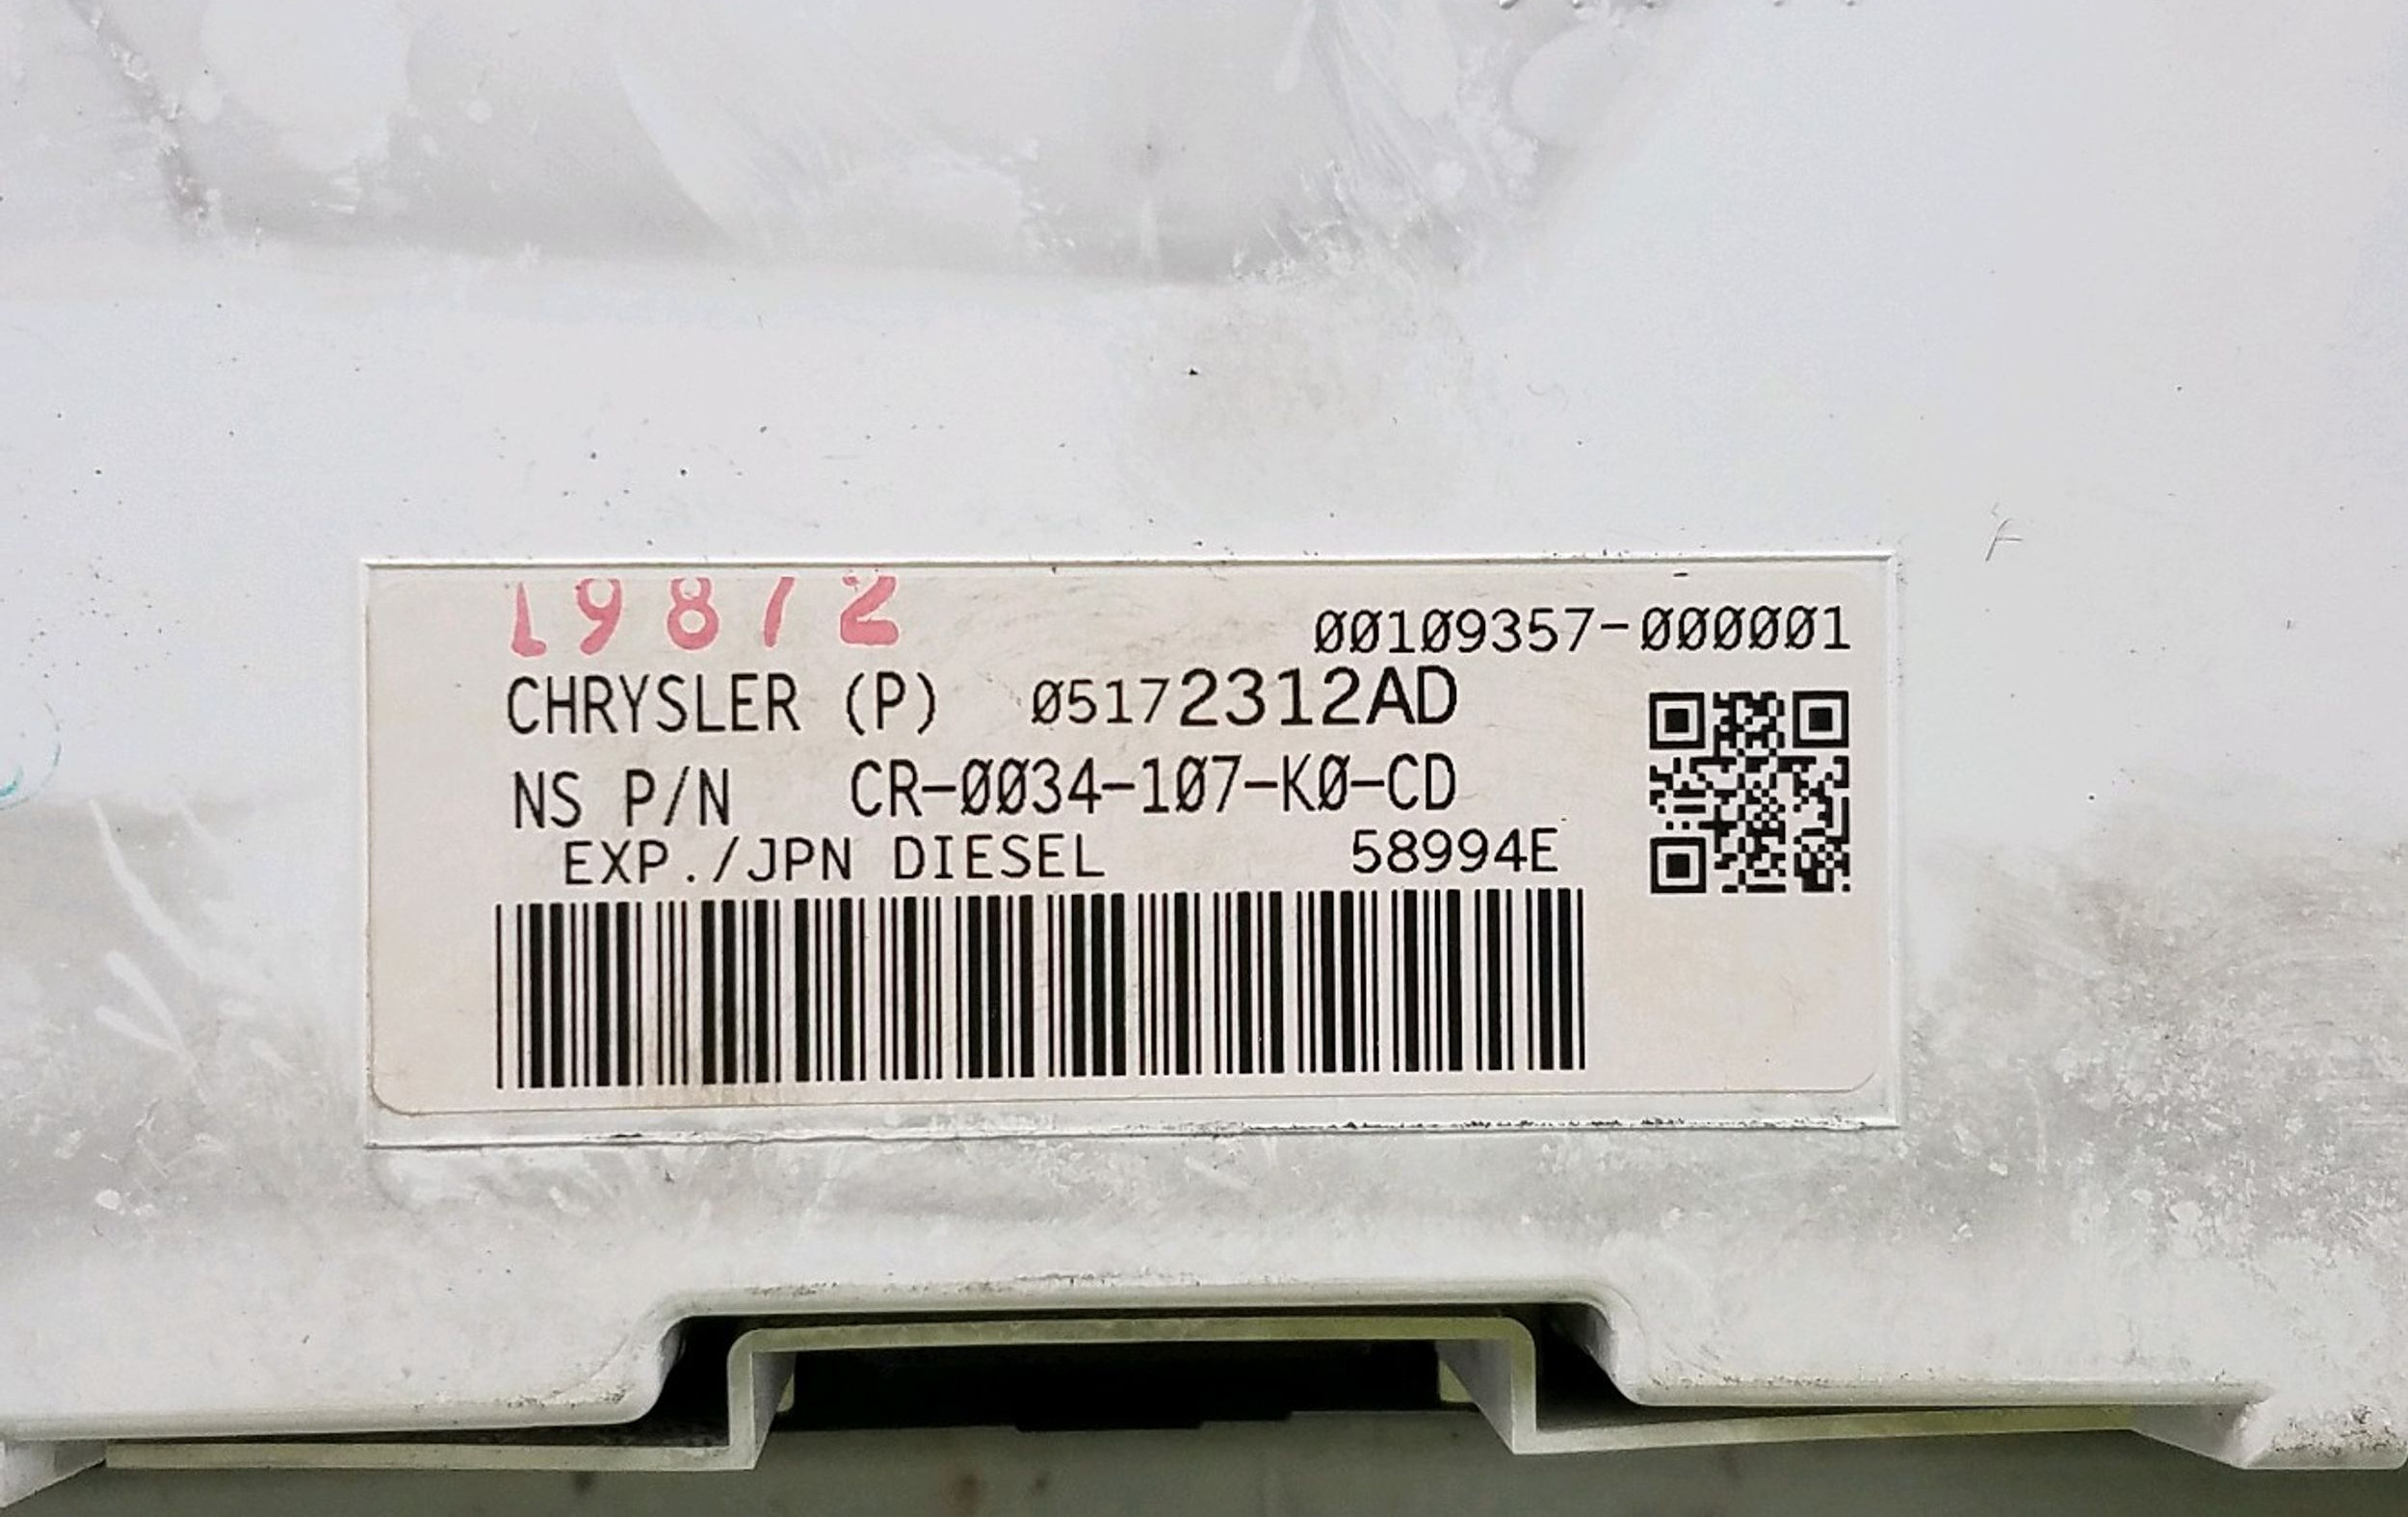 19872
00109357-000001
CHRYSLER (P) 05172312AD
NS P/N CR-0034-107-K0-CD
EXP./JPN DIESEL 58994E